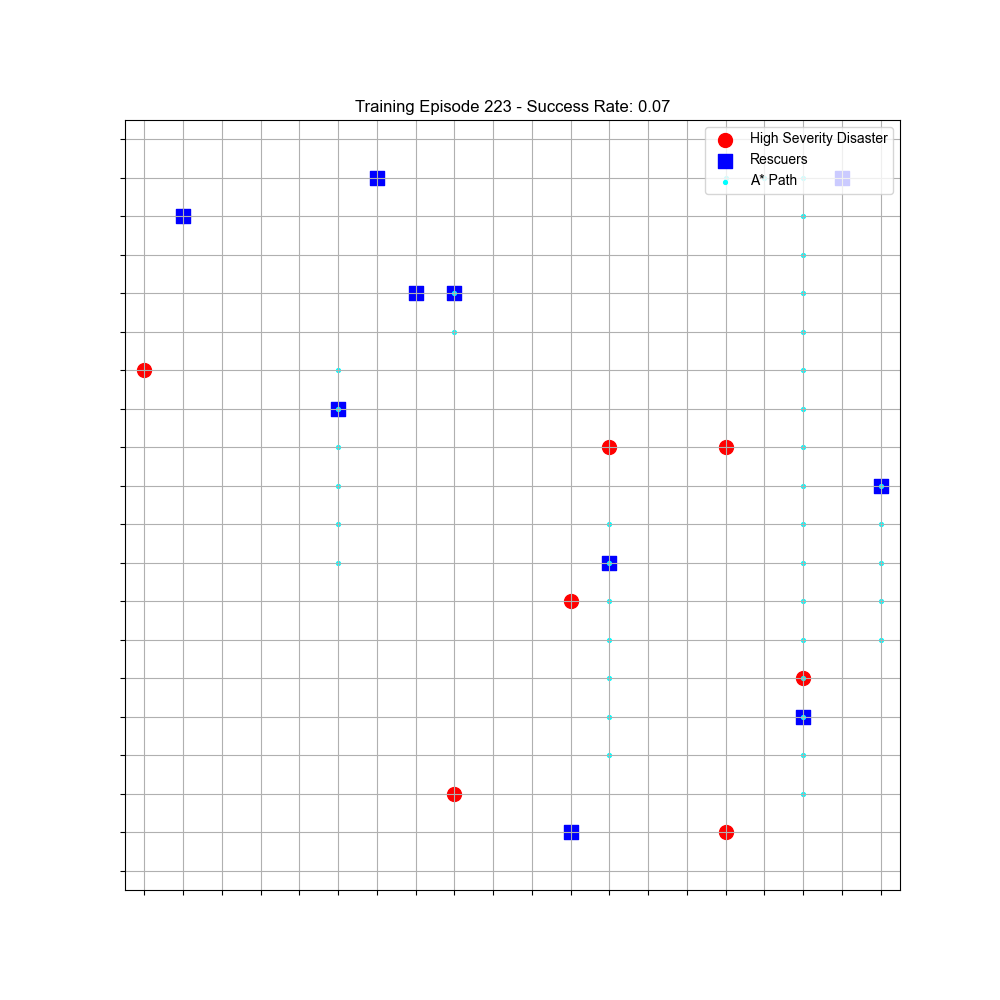 Training Episode 223 - Success Rate: 0.07
High Severity Disaster
Rescuers
A* Path